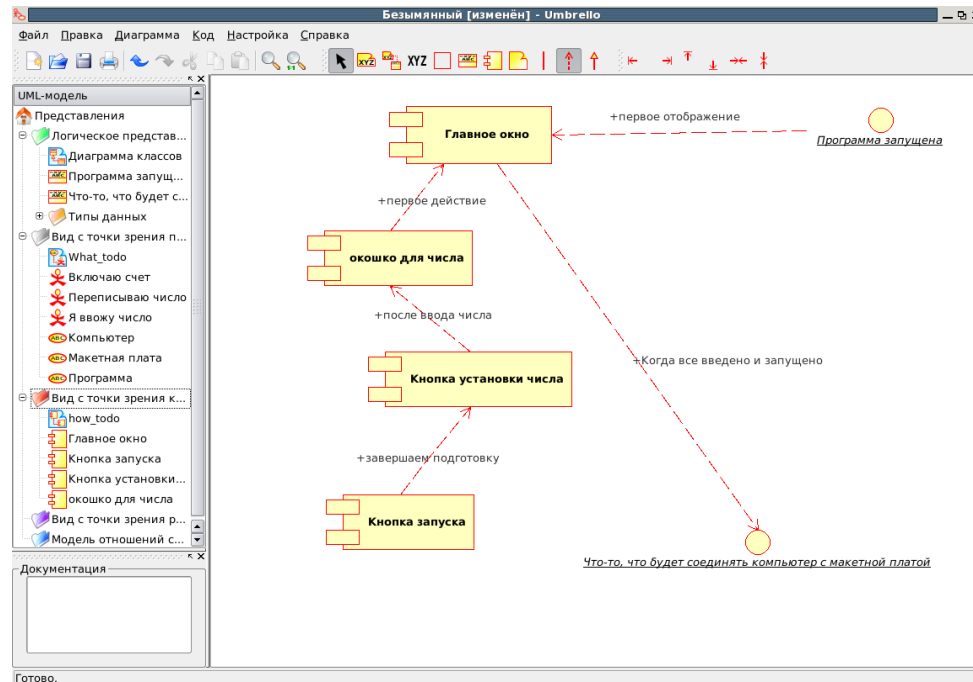 Безымянный [изменён] - Umbrello
Файл Правка Диаграмма Код Настройка Справка
XYZ XYZ
UML-модель
Представления
Логическое представ...
Диаграмма классов
Программа запущ...
Что-то, что будет с...
Типы данных
Вид с точки зрения п...
What_todo
Включаю счет
Переписываю число
Я ввожу число
Компьютер
Макетная плата
Программа
Вид с точки зрения к...
how_todo
Главное окно
Кнопка запуска
Кнопка установки...
окошко для числа
Вид с точки зрения р...
Модель отношений с...
Документация
Главное окно
+первое отображение
Программа запущена
+первое действие
окошко для числа
+после ввода числа
Кнопка установки числа
+Когда все введено и запущено
+завершаем подготовку
Кнопка запуска
Что-то, что будет соединять компьютер с макетной платой
Готово.